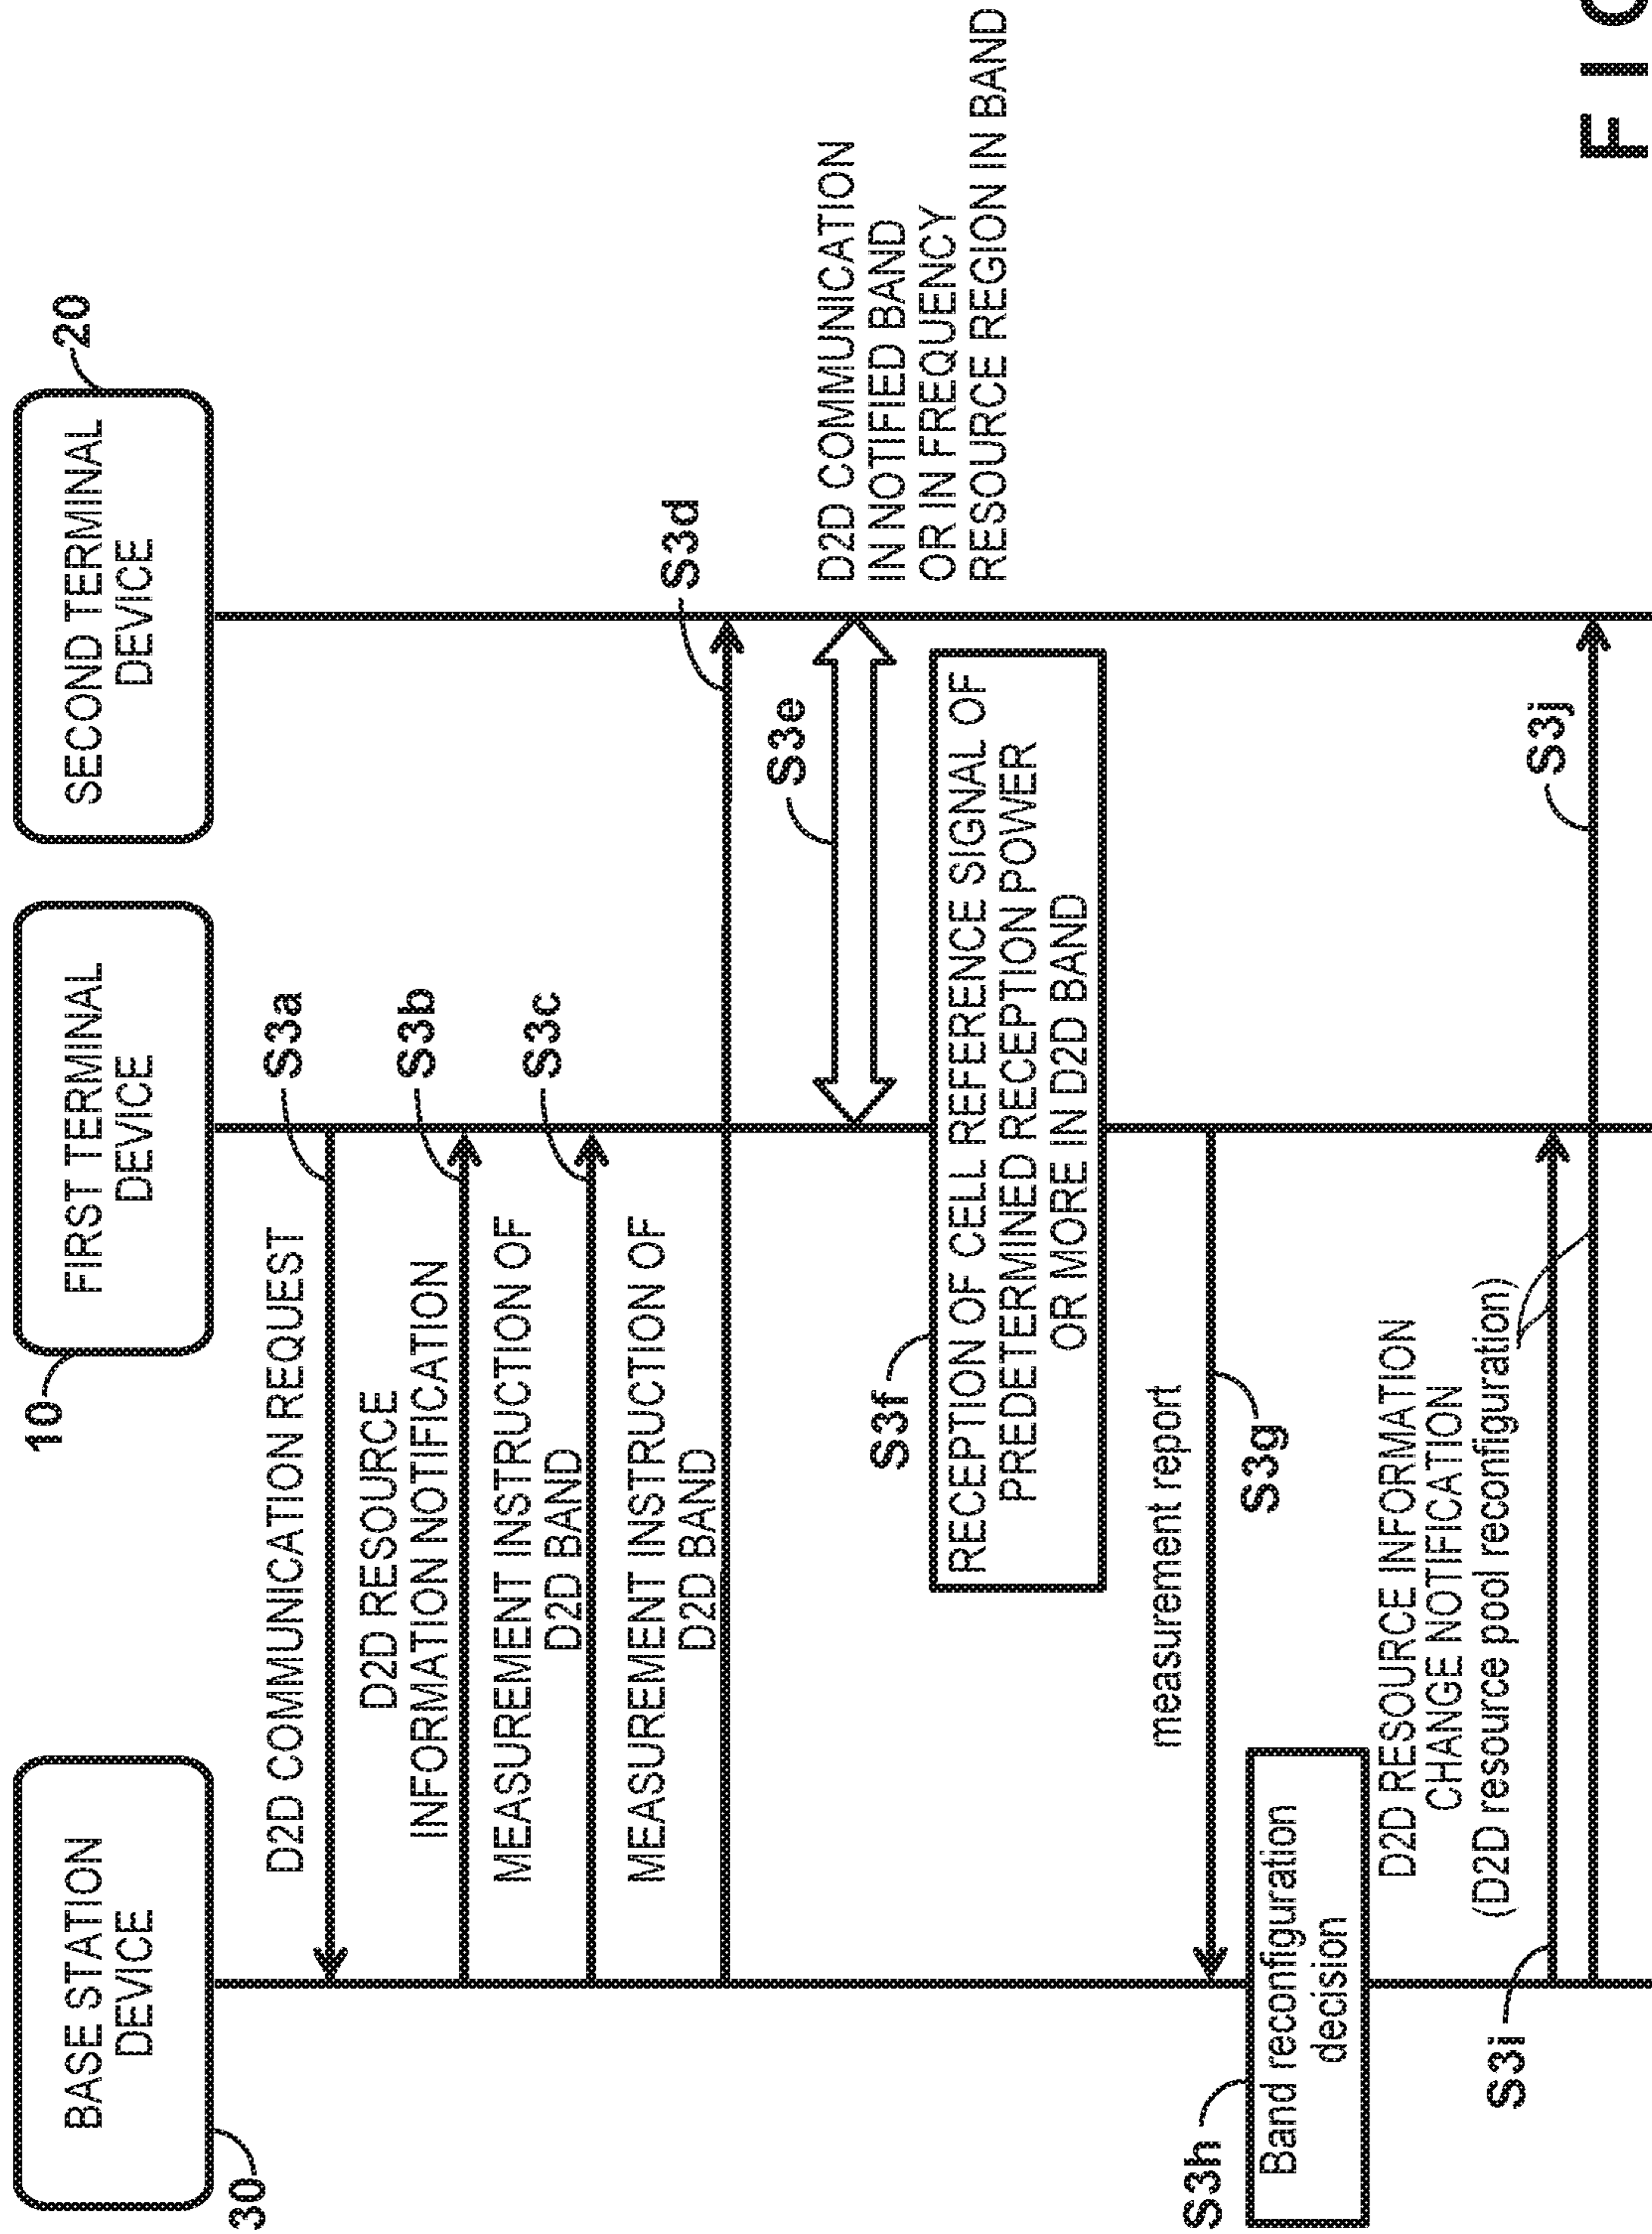 BASE STATION
DEVICE
30
FIRST TERMINAL
DEVICE
10
SECOND TERMINAL
DEVICE
20
D2D COMMUNICATION REQUEST
S3a
D2D RESOURCE
INFORMATION NOTIFICATION
S3b
MEASUREMENT INSTRUCTION OF
D2D BAND
S3c
MEASUREMENT INSTRUCTION OF
D2D BAND
S3d
S3e
D2D COMMUNICATION
IN NOTIFIED BAND
OR IN FREQUENCY
RESOURCE REGION IN BAND
S3f
RECEPTION OF CELL REFERENCE SIGNAL OF
PREDETERMINED RECEPTION POWER
OR MORE IN D2D BAND
measurement report
S3g
S3h
Band reconfiguration
decision
D2D RESOURCE INFORMATION
CHANGE NOTIFICATION
(D2D resource pool reconfiguration)
S3i
S3j